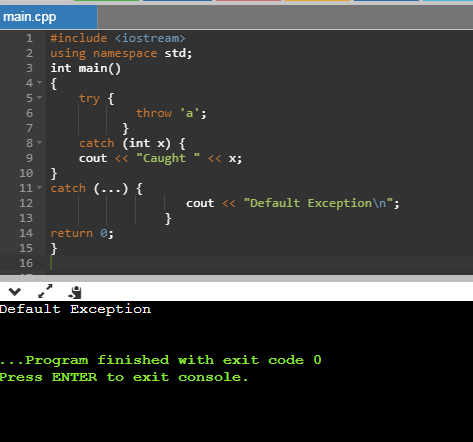 main.cpp
1 #include <iostream>
2 using namespace std;
3 int main()
4 {
5 try {
6 throw 'a';
7 }
8 catch (int x) {
9 cout << "Caught " << x;
10 }
11 catch (...) {
12 cout << "Default Exception\n";
13 }
14 return 0;
15 }
16
Default Exception
...Program finished with exit code 0
Press ENTER to exit console.